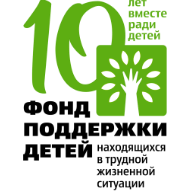 10 лет
вместе
ради
детей
ФОНД
ПОДДЕРЖКИ
ДЕТЕЙ
находящихся
в трудной
жизненной
ситуации